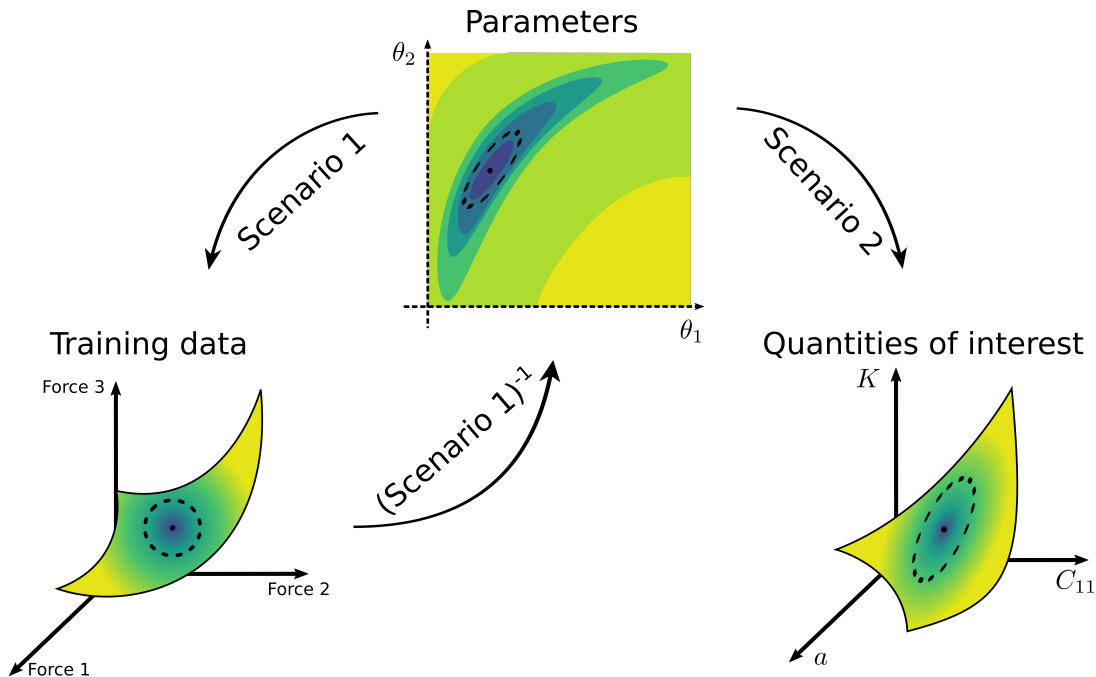 Parameters
θ₂
θ₁
Scenario 1
Scenario 2
(Scenario 1)⁻¹
Training data
Force 3
Force 2
Force 1
Quantities of interest
K
C₁₁
a